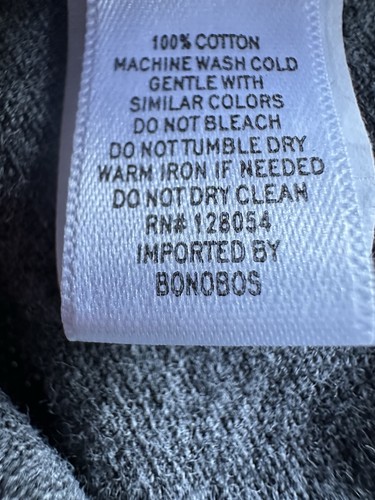 100% COTTON
MACHINE WASH COLD
GENTLE WITH
SIMILAR COLORS
DO NOT BLEACH
DO NOT TUMBLE DRY
WARM IRON IF NEEDED
DO NOT DRY CLEAN
RN# 128054
IMPORTED BY
BONOBOS